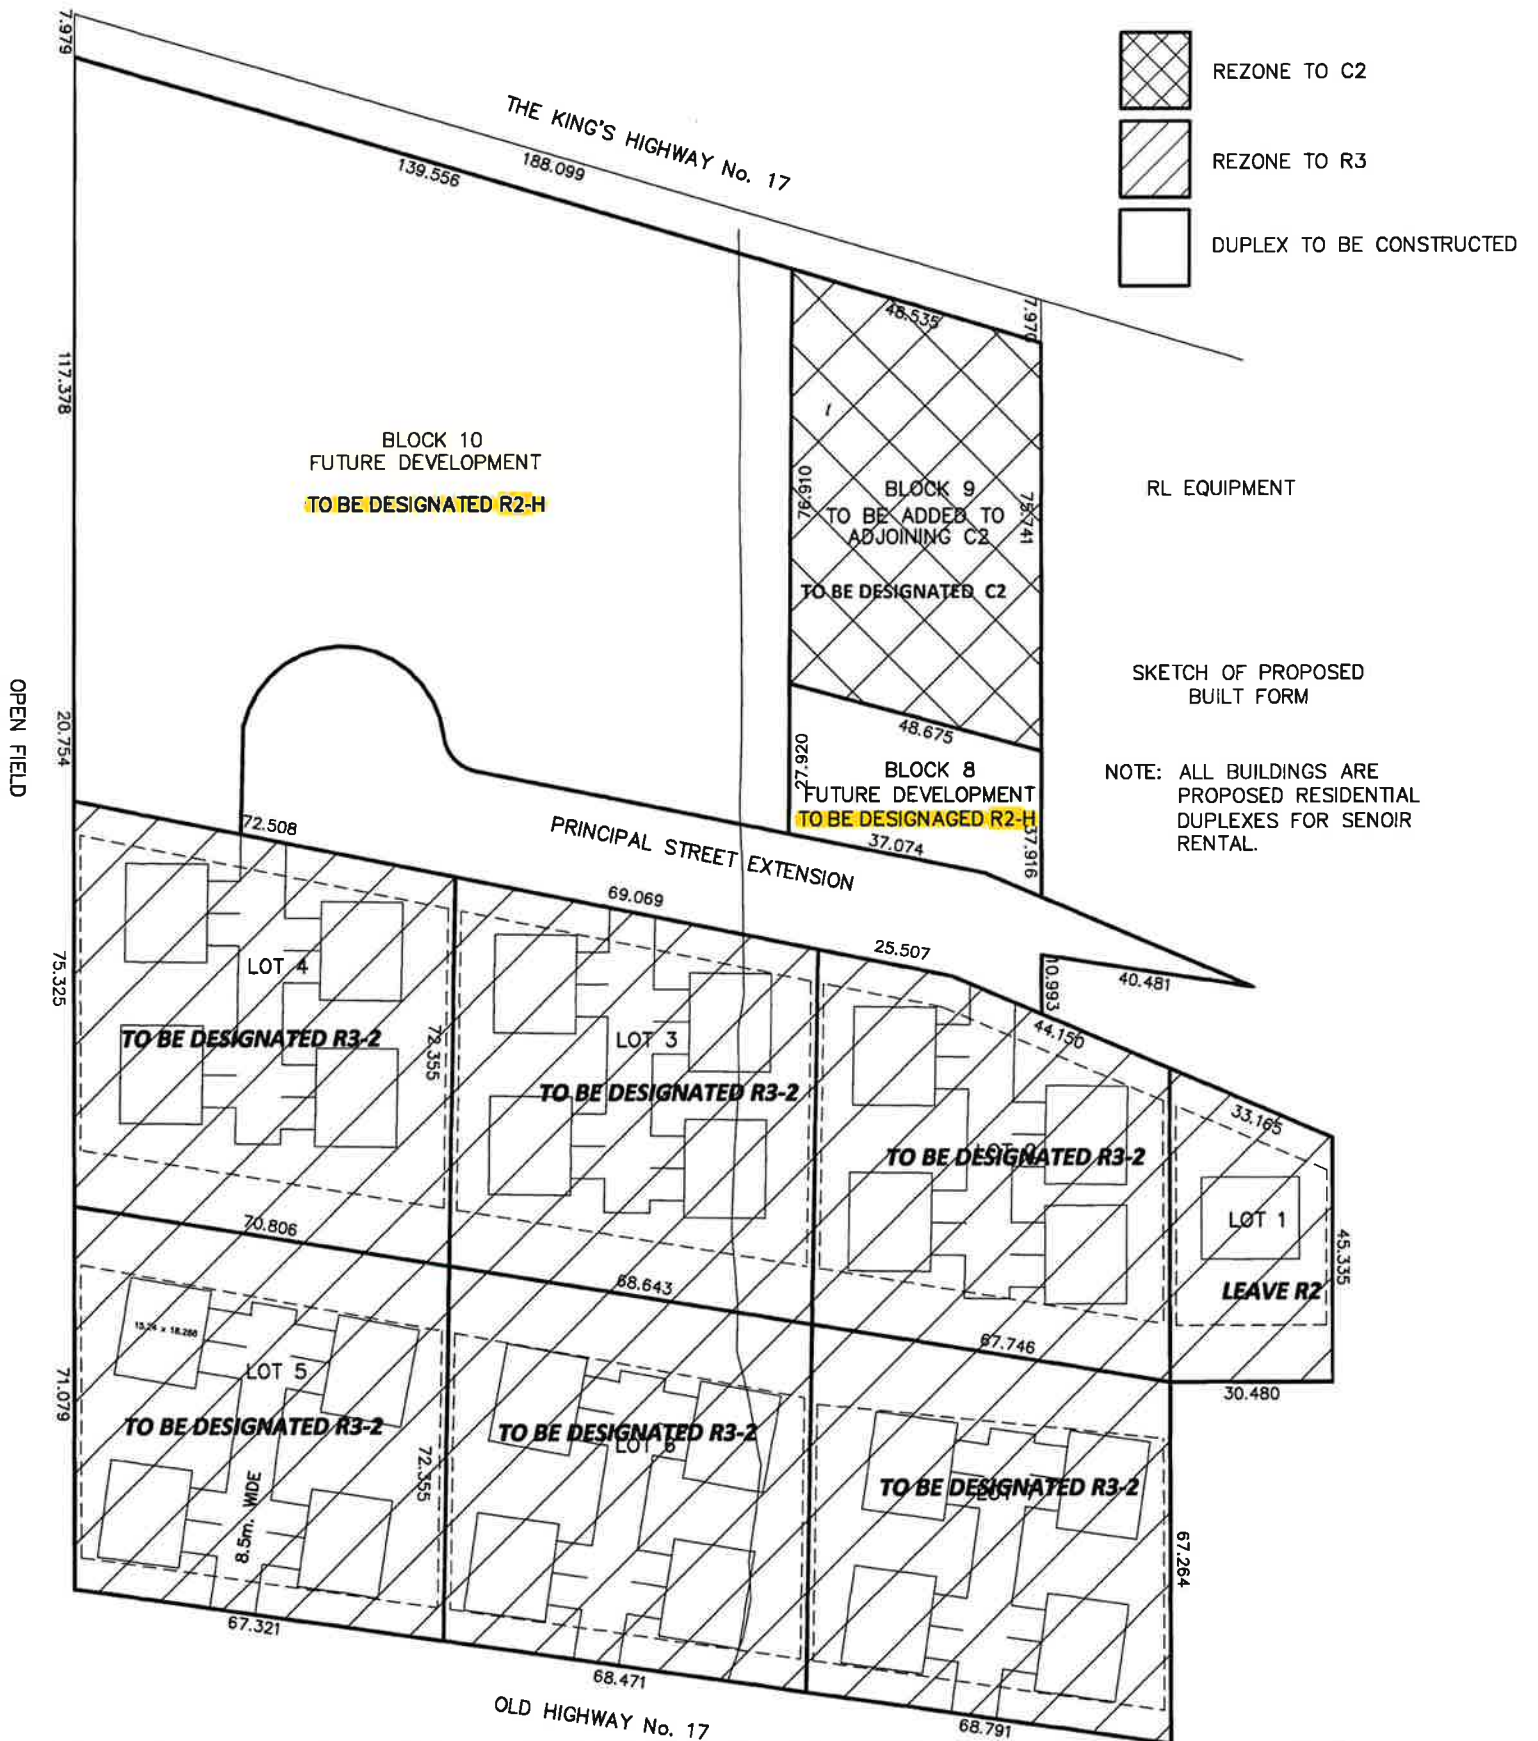 7.979
THE KING'S HIGHWAY No. 17
139.556
188.099
REZONE TO C2
REZONE TO R3
DUPLEX TO BE CONSTRUCTED
48.535
7.970
117.378
BLOCK 10
FUTURE DEVELOPMENT
TO BE DESIGNATED R2-H
76.910
BLOCK 9
TO BE ADDED TO
ADJOINING C2
TO BE DESIGNATED C2
RL EQUIPMENT
SKETCH OF PROPOSED
BUILT FORM
NOTE: ALL BUILDINGS ARE
PROPOSED RESIDENTIAL
DUPLEXES FOR SENOIR
RENTAL.
OPEN FIELD
20.754
48.675
27.920
BLOCK 8
FUTURE DEVELOPMENT
TO BE DESIGNAGED R2-H
37.074
37.916
72.508
PRINCIPAL STREET EXTENSION
69.069
25.507
10.993
40.481
44.150
33.165
75.325
LOT 4
TO BE DESIGNATED R3-2
72.355
LOT 3
TO BE DESIGNATED R3-2
TO BE DESIGNATED R3-2
LOT 1
LEAVE R2
45.335
70.806
68.643
67.746
30.480
71.079
15.24 x 18.288
LOT 5
TO BE DESIGNATED R3-2
72.355
8.5m. WIDE
TO BE DESIGNATED R3-2
LOT 6
TO BE DESIGNATED R3-2
LOT 7
67.264
67.321
68.471
68.791
OLD HIGHWAY No. 17